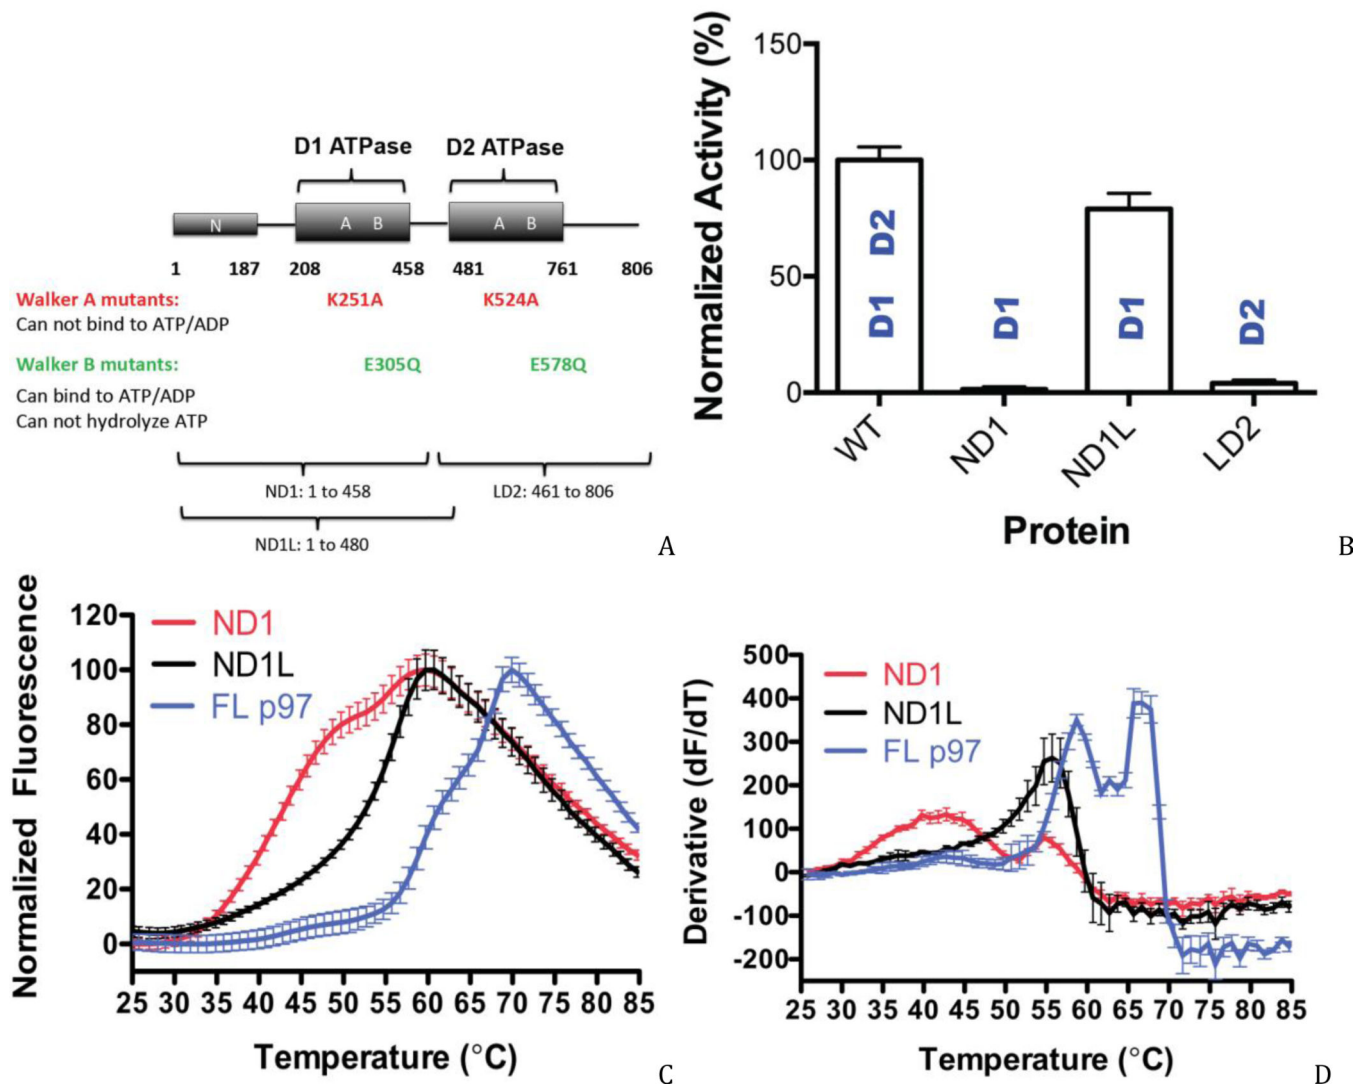 D1 ATPase D2 ATPase
N A B A B
1 187 208 458 481 761 806
Walker A mutants: K251A K524A
Can not bind to ATP/ADP
Walker B mutants: E305Q E578Q
Can bind to ATP/ADP
Can not hydrolyze ATP
ND1: 1 to 458 LD2: 461 to 806
ND1L: 1 to 480
A
Normalized Activity (%)
150
100
50
0
D1 D2
D1
D1
D2
WT ND1 ND1L LD2
Protein
B
Normalized Fluorescence
120
100
80
60
40
20
0
ND1
ND1L
FL p97
25 30 35 40 45 50 55 60 65 70 75 80 85
Temperature (°C)
C
Derivative (dF/dT)
500
400
300
200
100
0
-100
-200
ND1
ND1L
FL p97
25 30 35 40 45 50 55 60 65 70 75 80 85
Temperature (°C)
D